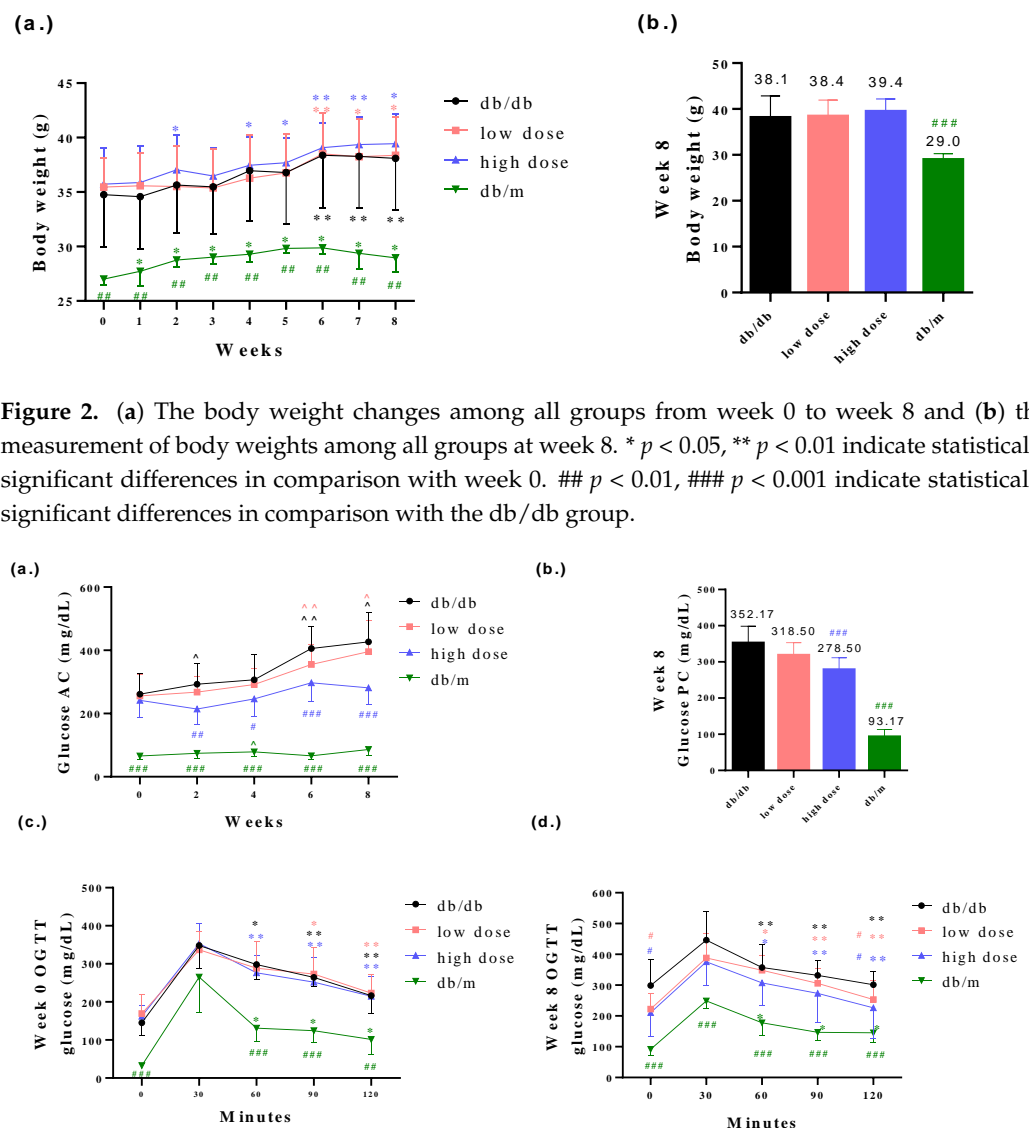 (a.)
(b.)
45
40
35
30
25
Body weight (g)
** ** *
* * * ** * *
** ** **
* * * * * * * *
## ## ## ## ## ## ## ## ##
0 1 2 3 4 5 6 7 8
Weeks
db/db
low dose
high dose
db/m
50
40
30
20
10
0
Week 8
Body weight (g)
38.1 38.4 39.4
###
29.0
db/db low dose high dose db/m
Figure 2. (a) The body weight changes among all groups from week 0 to week 8 and (b) th
measurement of body weights among all groups at week 8. * p < 0.05, ** p < 0.01 indicate statistical
significant differences in comparison with week 0. ## p < 0.01, ### p < 0.001 indicate statistical
significant differences in comparison with the db/db group.
(a.)
(b.)
600
400
200
0
Glucose AC (mg/dL)
^ ^ ^
^ ^ ^ ^
## # ### ###
^
### ### ### ### ###
0 2 4 6 8
Weeks
db/db
low dose
high dose
db/m
500
400
300
200
100
0
Week 8
Glucose PC (mg/dL)
352.17
318.50
###
278.50
###
93.17
db/db low dose high dose db/m
(c.)
(d.)
500
400
300
200
100
0
Week 0 OGTT
glucose (mg/dL)
* * **
** ** **
** **
* * *
### ### ### ##
0 30 60 90 120
Minutes
db/db
low dose
high dose
db/m
600
500
400
300
200
100
0
Week 8 OGTT
glucose (mg/dL)
** ** **
# * ** # **
# * ** # **
* * *
### ### ### ### ###
0 30 60 90 120
Minutes
db/db
low dose
high dose
db/m